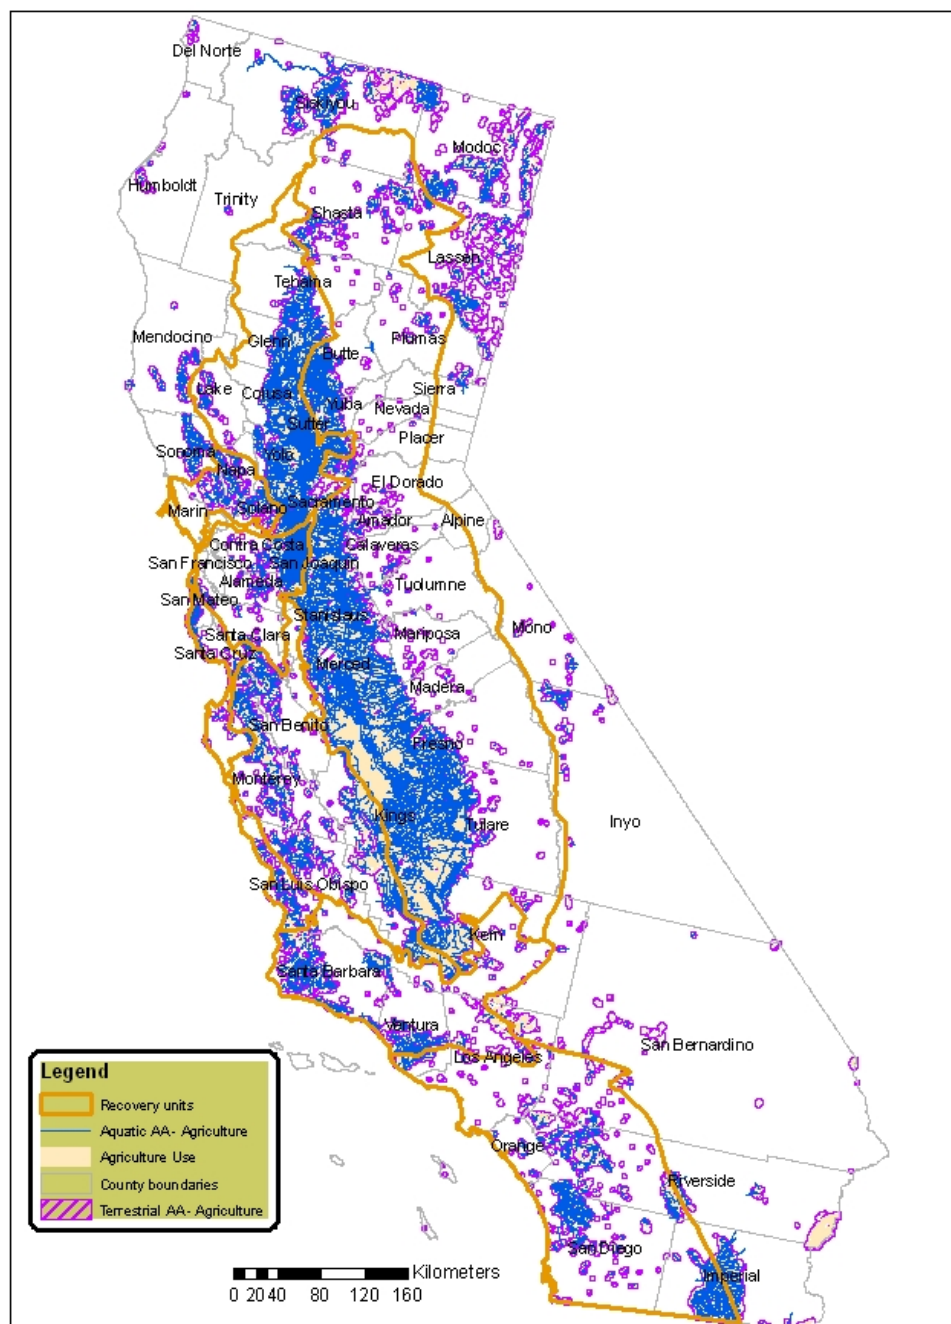 Del Norte
Siskiyou
Modoc
Humboldt
Trinity
Shasta
Lassen
Tehama
Mendocino
Glenn
Butte
Plumas
Lake
Colusa
Sierra
Yuba
Nevada
Sutter
Placer
Sonoma
Yolo
Napa
El Dorado
Solano
Sacramento
Marin
Amador
Alpine
Contra Costa
Calaveras
San Francisco
San Joaquin
Alameda
Tuolumne
San Mateo
Stanislaus
Mono
Santa Clara
Mariposa
Santa Cruz
Merced
Madera
San Benito
Fresno
Monterey
Kings
Tulare
Inyo
San Luis Obispo
Kern
Santa Barbara
Ventura
San Bernardino
Los Angeles
Orange
Riverside
San Diego
Imperial
Legend
Recovery units
Aquatic AA- Agriculture
Agriculture Use
County boundaries
Terrestrial AA- Agriculture
Kilometers
0 20 40 80 120 160